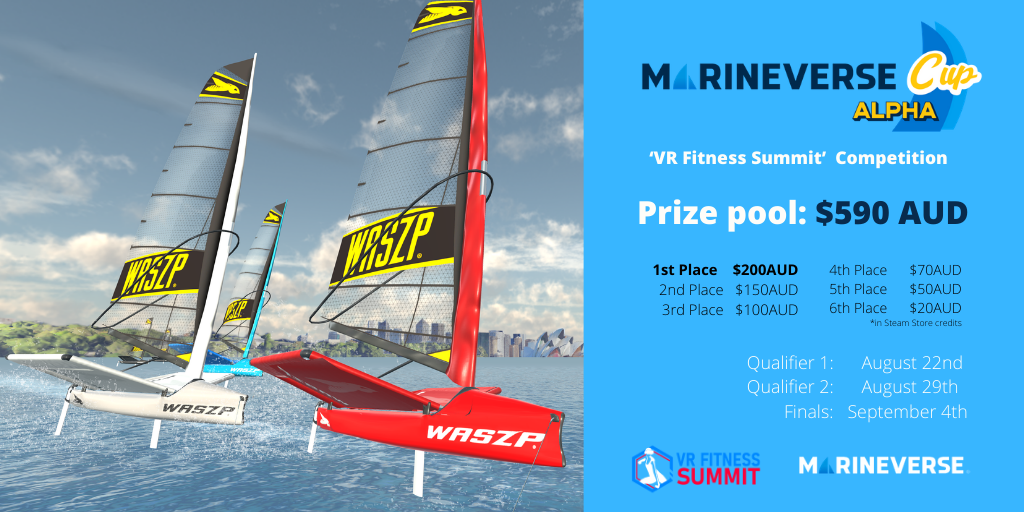 WASZP
WASZP
WASZP
WASZP
WASZP
MARINEVERSE Cup
ALPHA
‘VR Fitness Summit’ Competition
Prize pool: $590 AUD
1st Place $200AUD
2nd Place $150AUD
3rd Place $100AUD
4th Place $70AUD
5th Place $50AUD
6th Place $20AUD
*in Steam Store credits
Qualifier 1: August 22nd
Qualifier 2: August 29th
Finals: September 4th
VR FITNESS
SUMMIT
MARINEVERSE